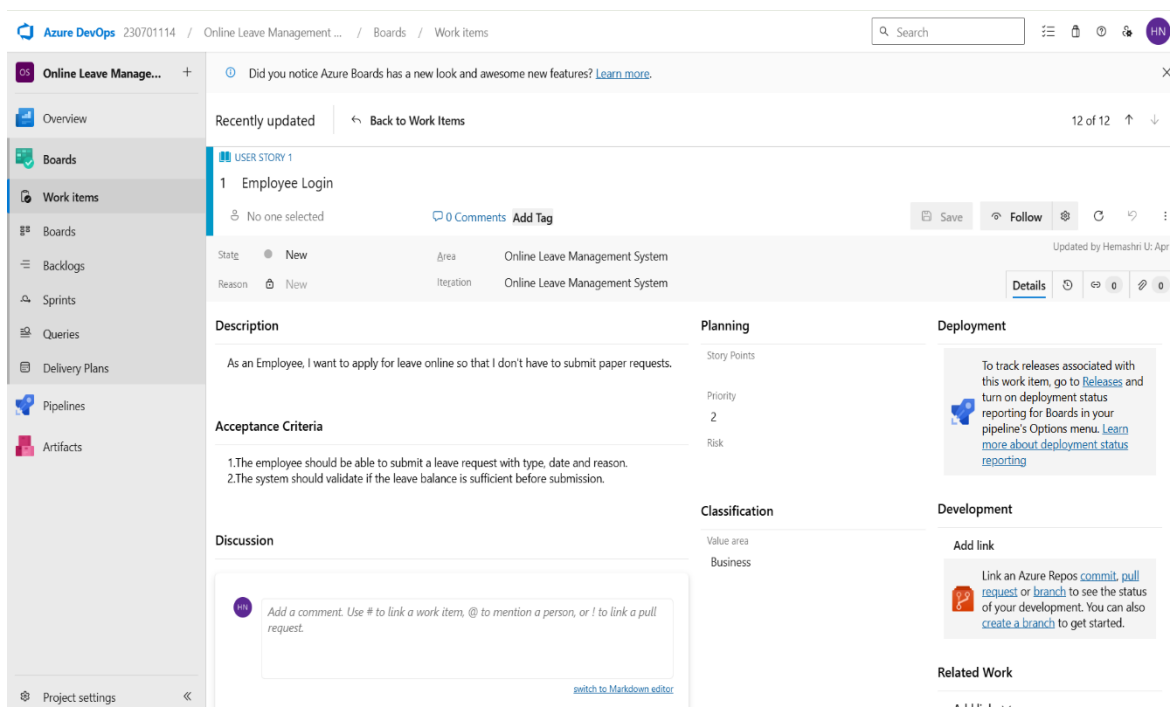 Azure DevOps 230701114 / Online Leave Management ... / Boards / Work items
Search
HN
OS Online Leave Manage... +
Did you notice Azure Boards has a new look and awesome new features? Learn more.
Overview
Boards
Work items
Boards
Backlogs
Sprints
Queries
Delivery Plans
Pipelines
Artifacts
Project settings
Recently updated
Back to Work Items
12 of 12
USER STORY 1
1 Employee Login
No one selected
0 Comments Add Tag
Save
Follow
State New
Area Online Leave Management System
Updated by Hemashri U: Apr
Reason New
Iteration Online Leave Management System
Details
0
0
Description
As an Employee, I want to apply for leave online so that I don't have to submit paper requests.
Acceptance Criteria
1.The employee should be able to submit a leave request with type, date and reason.
2.The system should validate if the leave balance is sufficient before submission.
Discussion
HN
Add a comment. Use # to link a work item, @ to mention a person, or ! to link a pull
request.
switch to Markdown editor
Planning
Story Points
Priority
2
Risk
Classification
Value area
Business
Deployment
To track releases associated with
this work item, go to Releases and
turn on deployment status
reporting for Boards in your
pipeline's Options menu. Learn
more about deployment status
reporting
Development
Add link
Link an Azure Repos commit, pull
request or branch to see the status
of your development. You can also
create a branch to get started.
Related Work